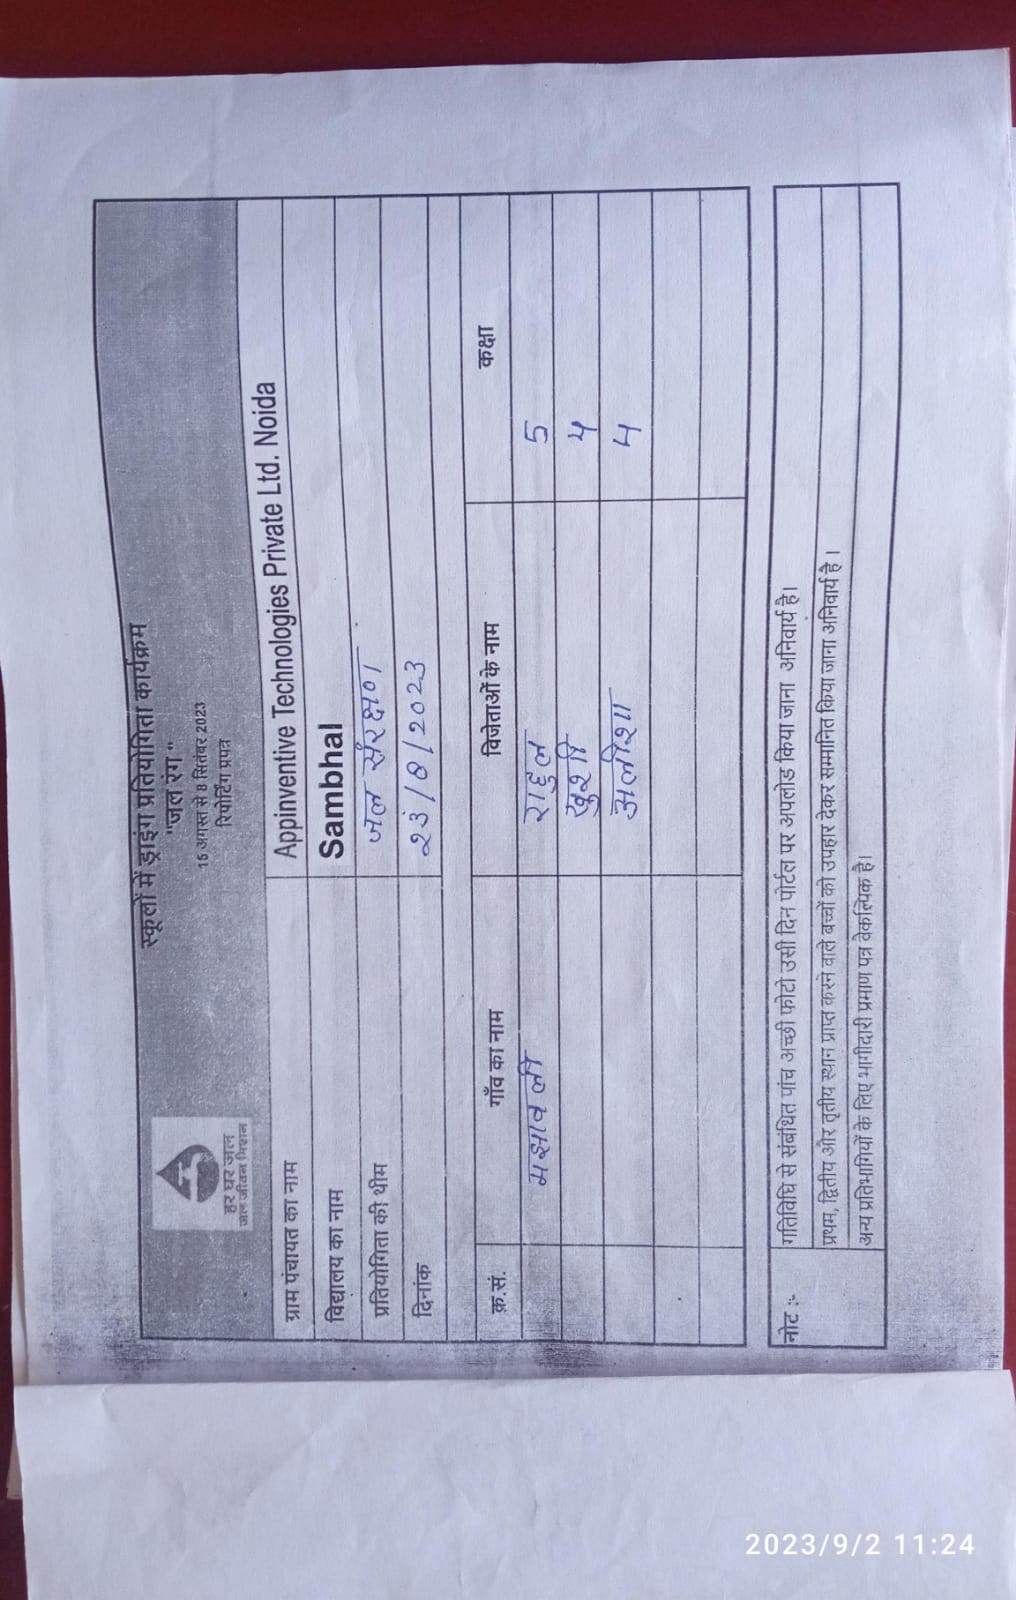 स्कूलों में ड्राइंग प्रतियोगिता कार्यक्रम
"जल रंग"
15 अगस्त से 8 सितंबर 2023
रिपोर्टिंग प्रपत्र
हर घर जल
जल जीवन मिशन
ग्राम पंचायत का नाम Appinventive Technologies Private Ltd. Noida
विद्यालय का नाम Sambhal
प्रतियोगिता की थीम जल संरक्षण
दिनांक 23/8/2023
क्र.सं. गाँव का नाम विजेताओं के नाम कक्षा
मझावली राहुल 5
खुशी 4
अलीशा 4
नोट :- गतिविधि से संबंधित पांच अच्छी फोटो उसी दिन पोर्टल पर अपलोड किया जाना अनिवार्य है।
प्रथम, द्वितीय और तृतीय स्थान प्राप्त करने वाले बच्चों को उपहार देकर सम्मानित किया जाना अनिवार्य है।
अन्य प्रतिभागियों के लिए भागीदारी प्रमाण पत्र वेकल्पिक है।
2023/9/2 11:24